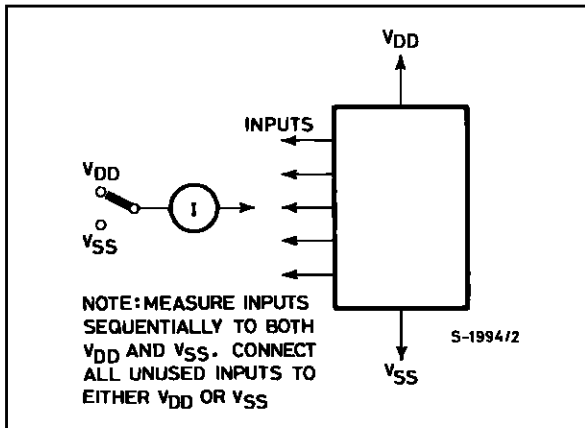 VDD
INPUTS
VDD
I
VSS
NOTE: MEASURE INPUTS
SEQUENTIALLY TO BOTH
VDD AND VSS. CONNECT
ALL UNUSED INPUTS TO
EITHER VDD OR VSS
S-1994/2
VSS